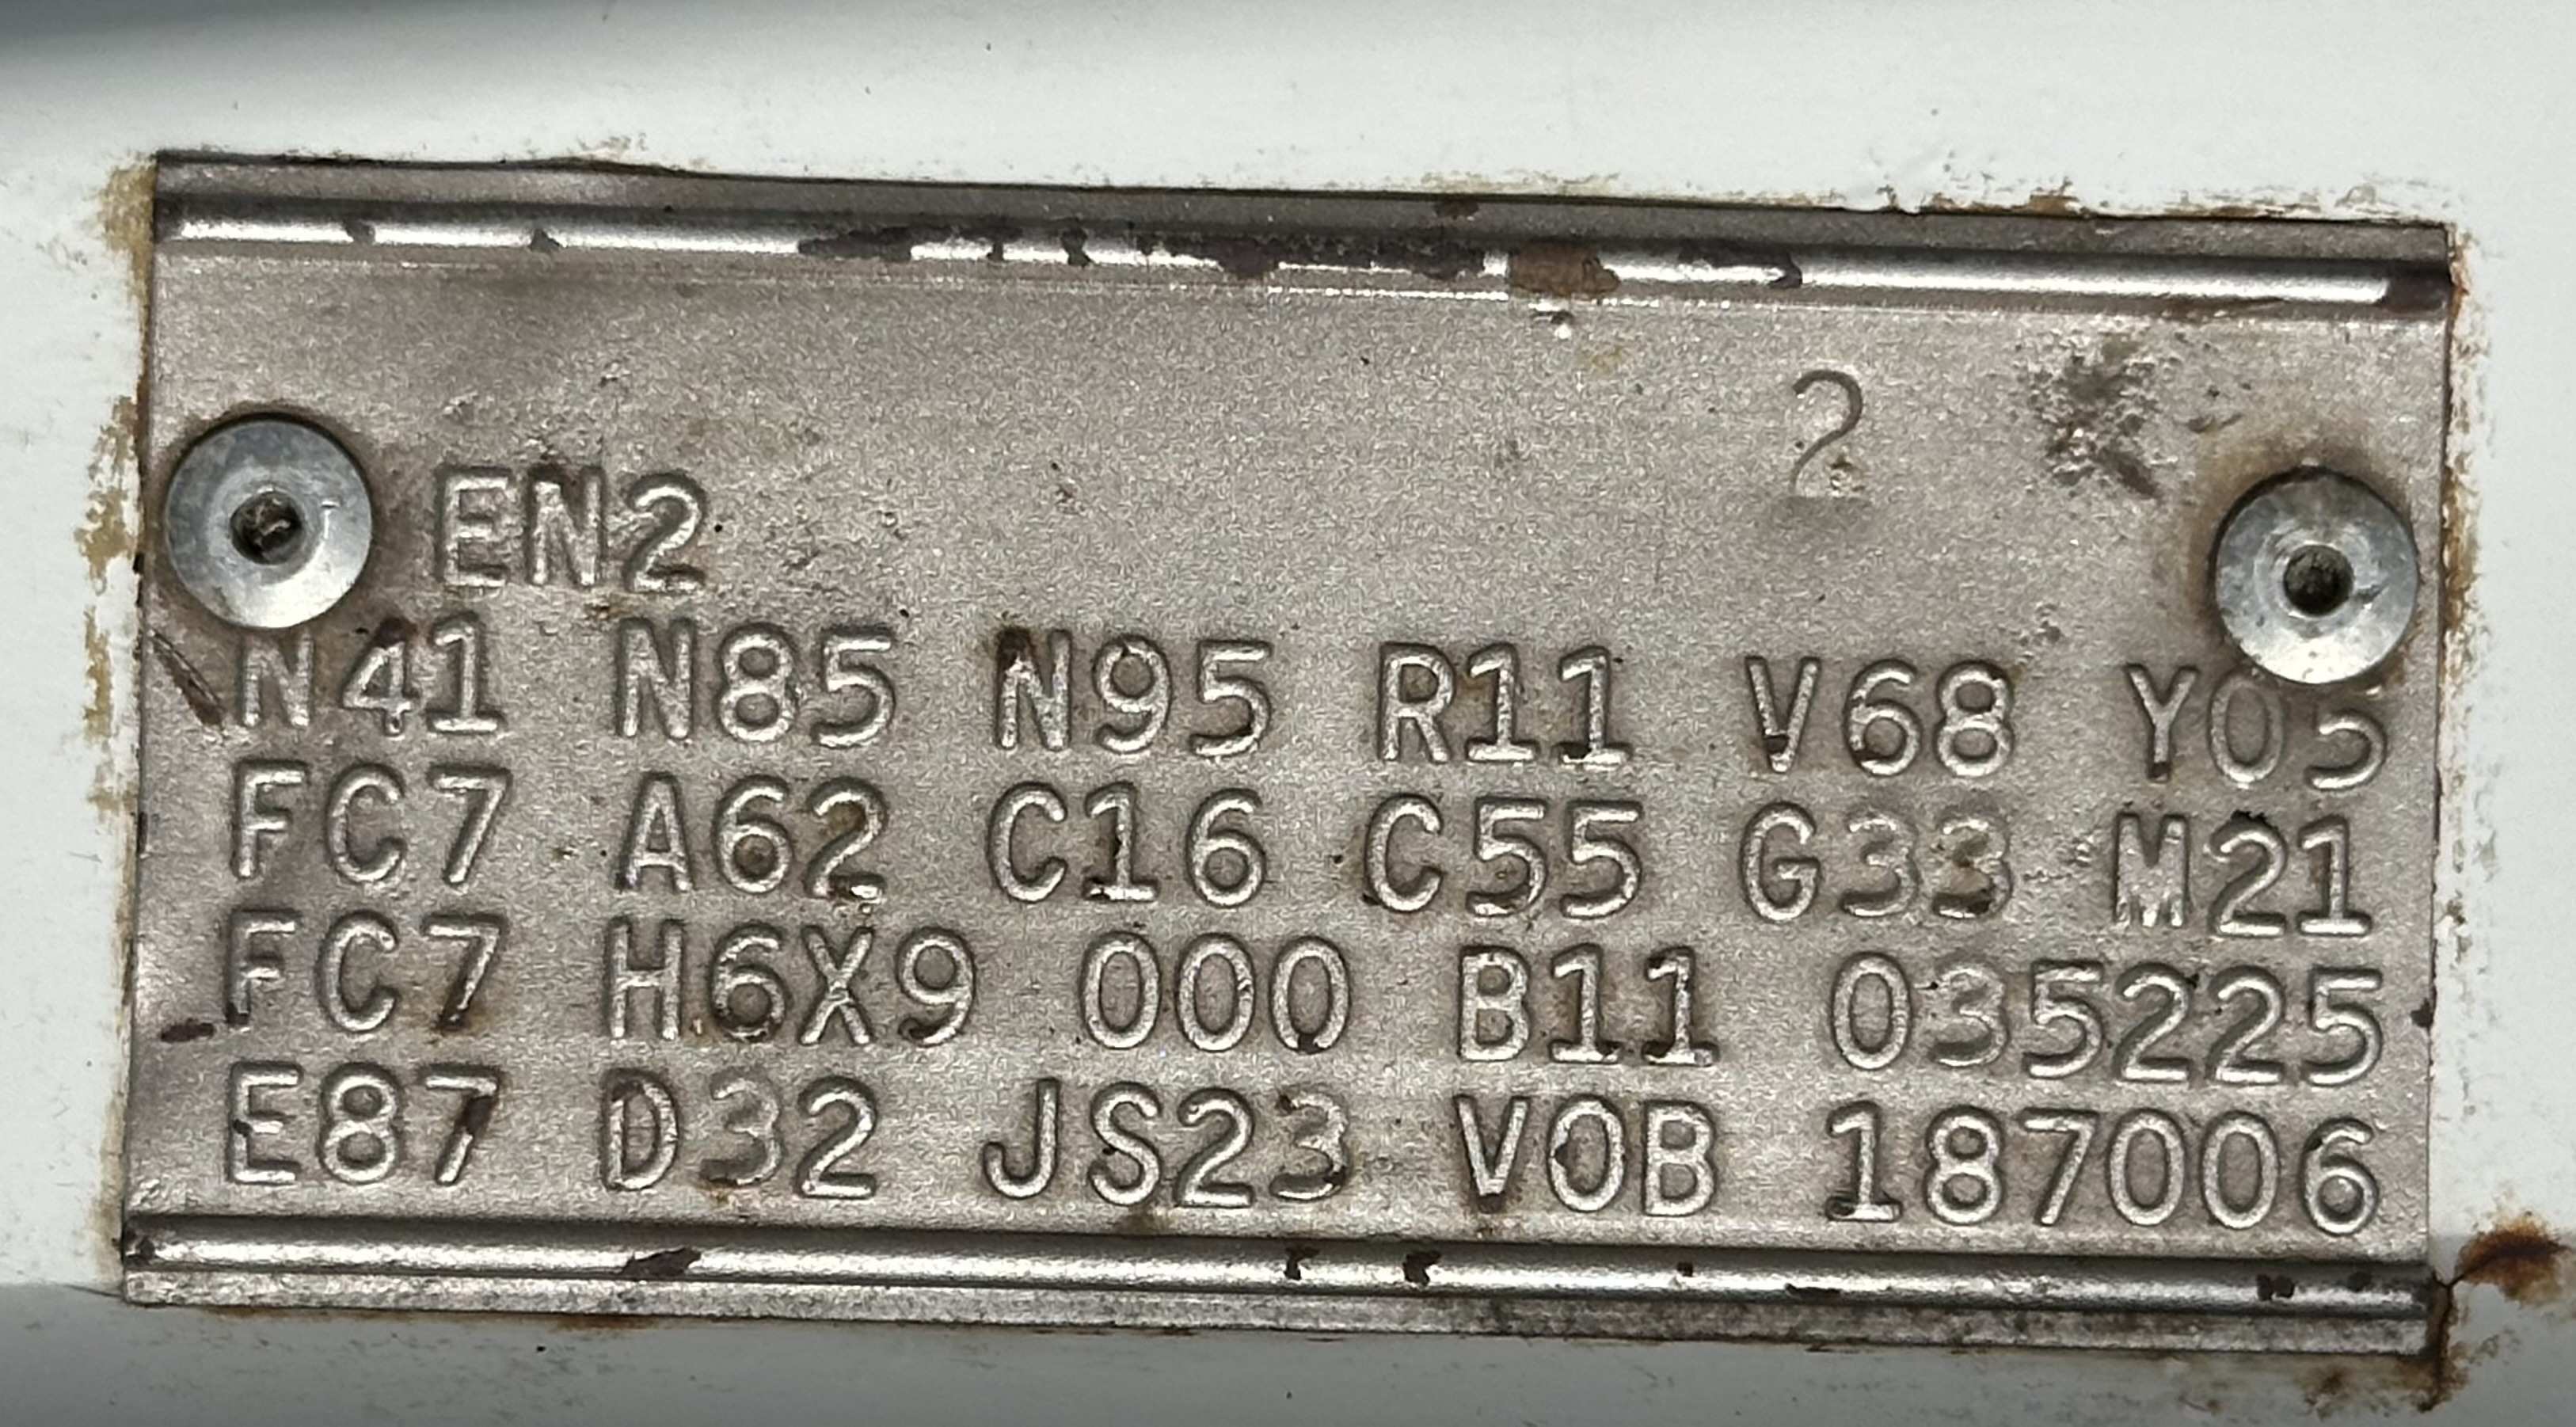 2
EN2
N41 N85 N95 R11 V68 Y05
FC7 A62 C16 C55 G33 M21
FC7 H6X9 000 B11 035225
E87 D32 JS23 V0B 187006